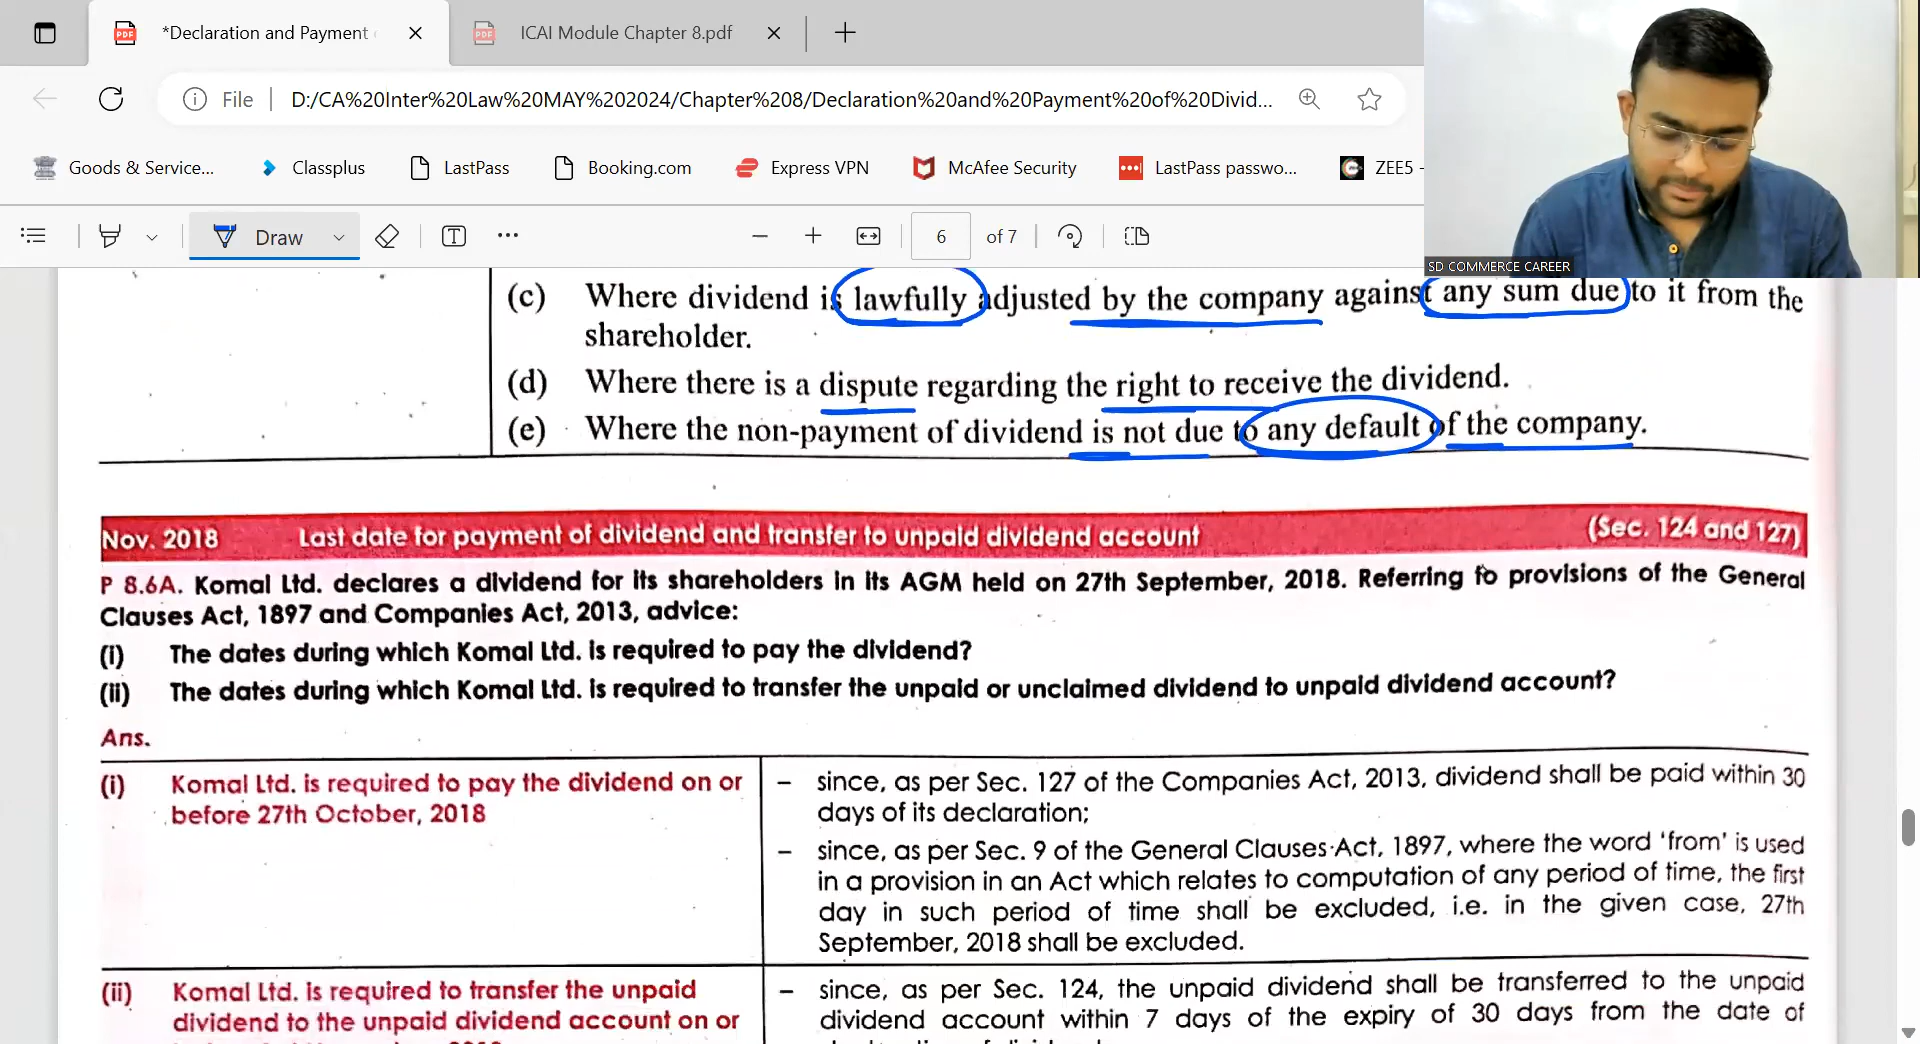 *Declaration and Payment
ICAI Module Chapter 8.pdf
File
D:/CA%20Inter%20Law%20MAY%202024/Chapter%208/Declaration%20and%20Payment%20of%20Divid...
Goods & Service...
Classplus
LastPass
Booking.com
Express VPN
McAfee Security
LastPass passwo...
ZEE5 -
Draw
6 of 7
SD COMMERCE CAREER
(c) Where dividend is lawfully adjusted by the company against any sum due to it from the
shareholder.
(d) Where there is a dispute regarding the right to receive the dividend.
(e) Where the non-payment of dividend is not due to any default of the company.
Nov. 2018 Last date for payment of dividend and transfer to unpaid dividend account (Sec. 124 and 127)
P 8.6A. Komal Ltd. declares a dividend for its shareholders in its AGM held on 27th September, 2018. Referring to provisions of the General
Clauses Act, 1897 and Companies Act, 2013, advice:
(i) The dates during which Komal Ltd. is required to pay the dividend?
(ii) The dates during which Komal Ltd. is required to transfer the unpaid or unclaimed dividend to unpaid dividend account?
Ans.
(i) Komal Ltd. is required to pay the dividend on or
before 27th October, 2018
– since, as per Sec. 127 of the Companies Act, 2013, dividend shall be paid within 30
days of its declaration;
– since, as per Sec. 9 of the General Clauses Act, 1897, where the word 'from' is used
in a provision in an Act which relates to computation of any period of time, the first
day in such period of time shall be excluded, i.e. in the given case, 27th
September, 2018 shall be excluded.
(ii) Komal Ltd. is required to transfer the unpaid
dividend to the unpaid dividend account on or
– since, as per Sec. 124, the unpaid dividend shall be transferred to the unpaid
dividend account within 7 days of the expiry of 30 days from the date of